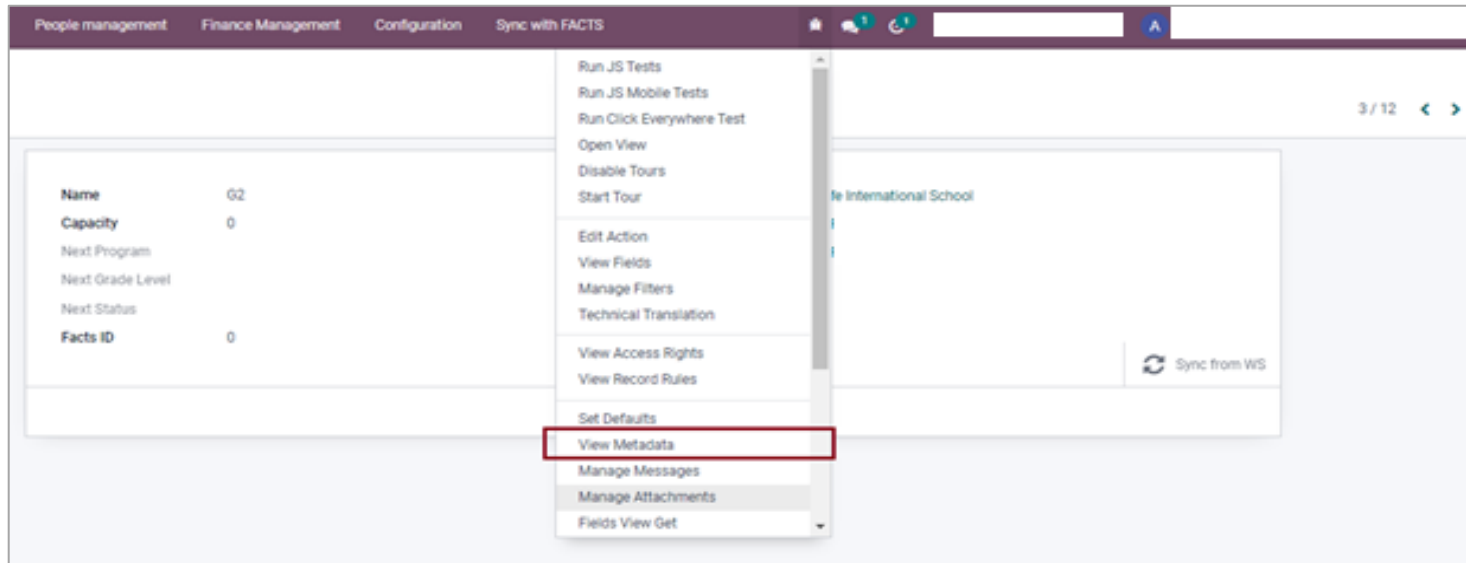 People management Finance Management Configuration Sync with FACTS 1 1 A
3 / 12
Run JS Tests
Run JS Mobile Tests
Run Click Everywhere Test
Open View
Disable Tours
Start Tour
Edit Action
View Fields
Manage Filters
Technical Translation
View Access Rights
View Record Rules
Set Defaults
View Metadata
Manage Messages
Manage Attachments
Fields View Get
Name G2
Capacity 0
Next Program
Next Grade Level
Next Status
Facts ID 0
International School
Sync from WS